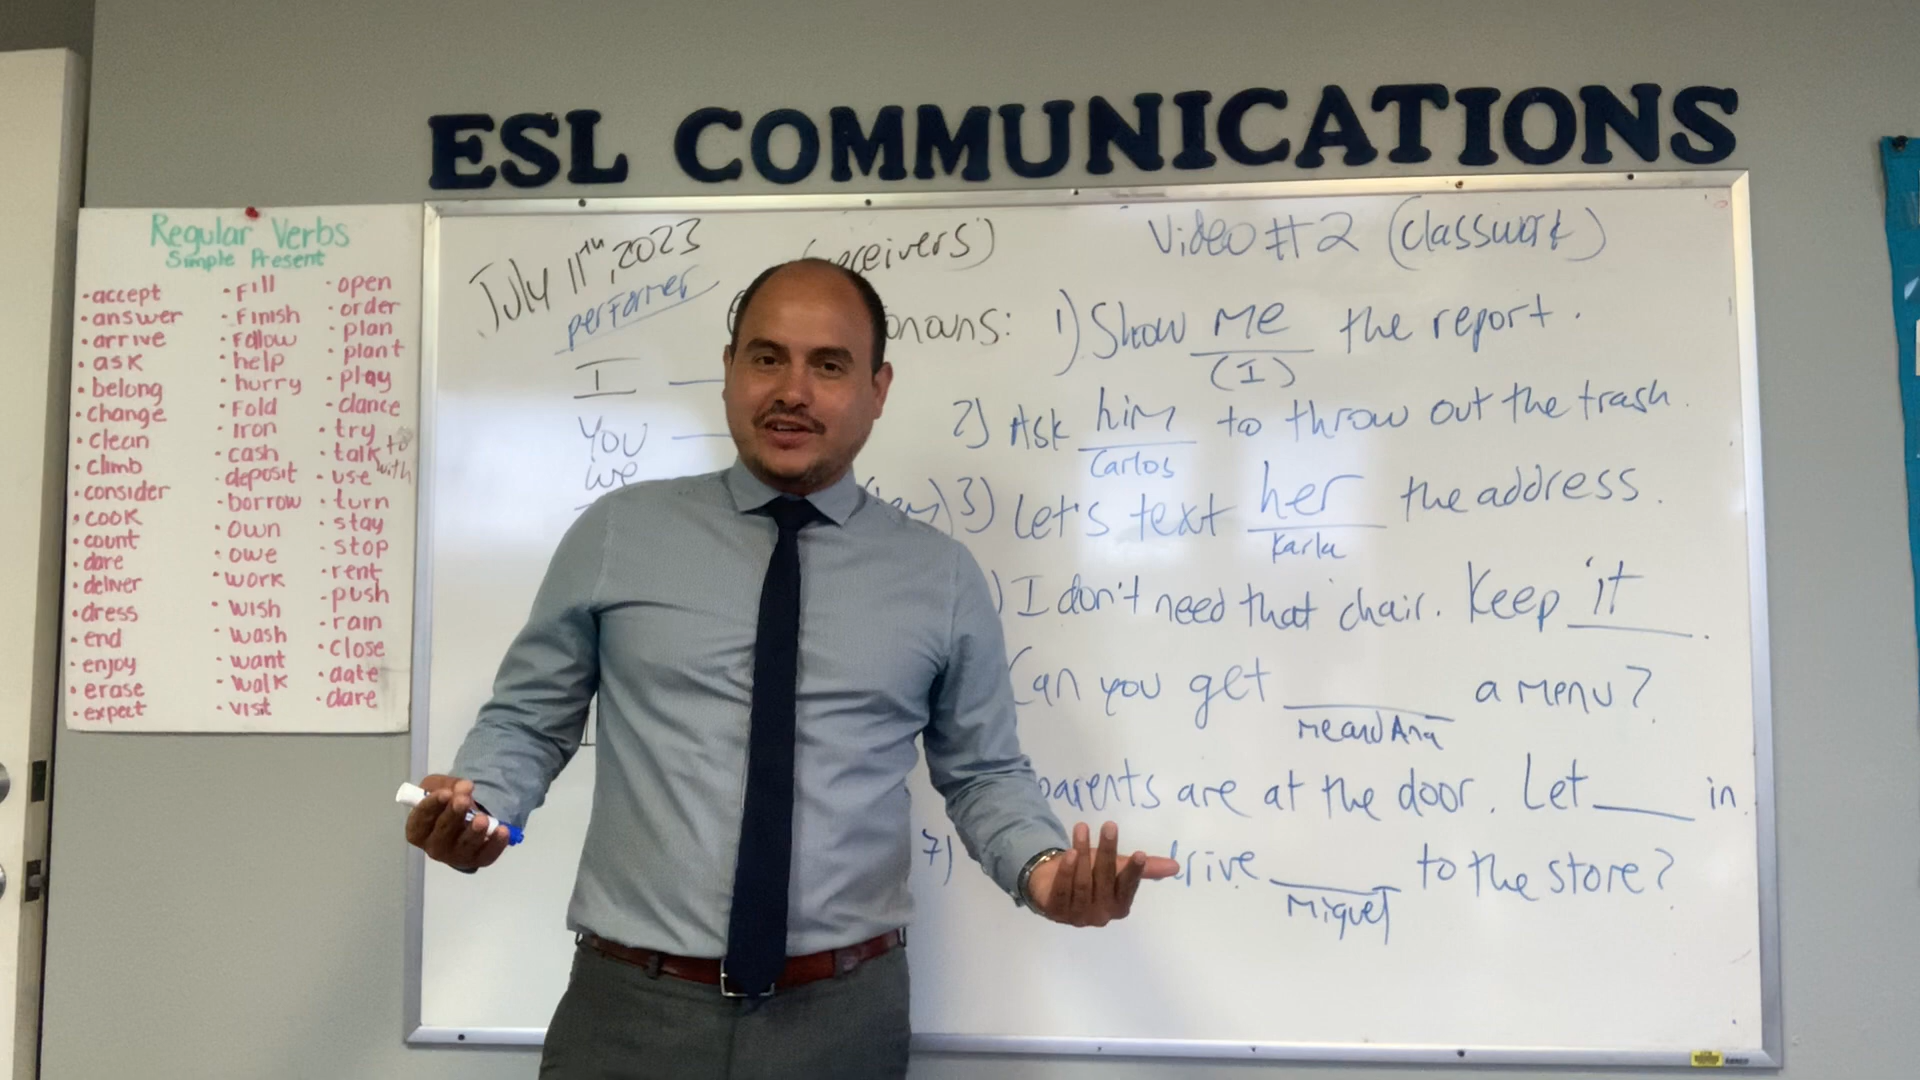 ESL COMMUNICATIONS
Regular Verbs
Simple Present
• accept
• answer
• arrive
• ask
• belong
• change
• clean
• climb
• consider
• cook
• count
• dare
• deliver
• dress
• end
• enjoy
• erase
• expect
• fill
• Finish
• Follow
• help
• hurry
• Fold
• Iron
• cash
• deposit
• borrow
• own
• owe
• work
• wish
• wash
• want
• walk
• visit
• open
• order
• plan
• plant
• play
• dance
• try
• talk to
with
• use
• turn
• stay
• stop
• rent
• push
• rain
• close
• date
• dare
July 11th, 2023
performer
I
You
we
Video #2 (classwork)
1) Show me the report.
(I)
2) Ask him to throw out the trash.
Carlos
3) Let's text her the address.
Karla
I don't need that chair. Keep it.
Can you get ____ a menu?
me and Ana
parents are at the door. Let ____ in
7) drive ____ to the store?
Miguel